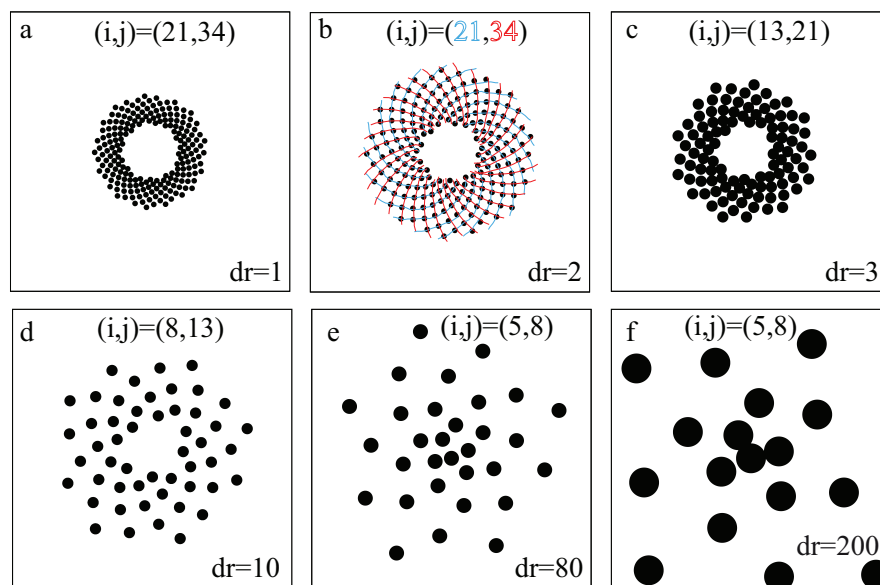 a
(i,j)=(21,34)
dr=1
b
(i,j)=(21,34)
dr=2
c
(i,j)=(13,21)
dr=3
d
(i,j)=(8,13)
dr=10
e
(i,j)=(5,8)
dr=80
f
(i,j)=(5,8)
dr=200